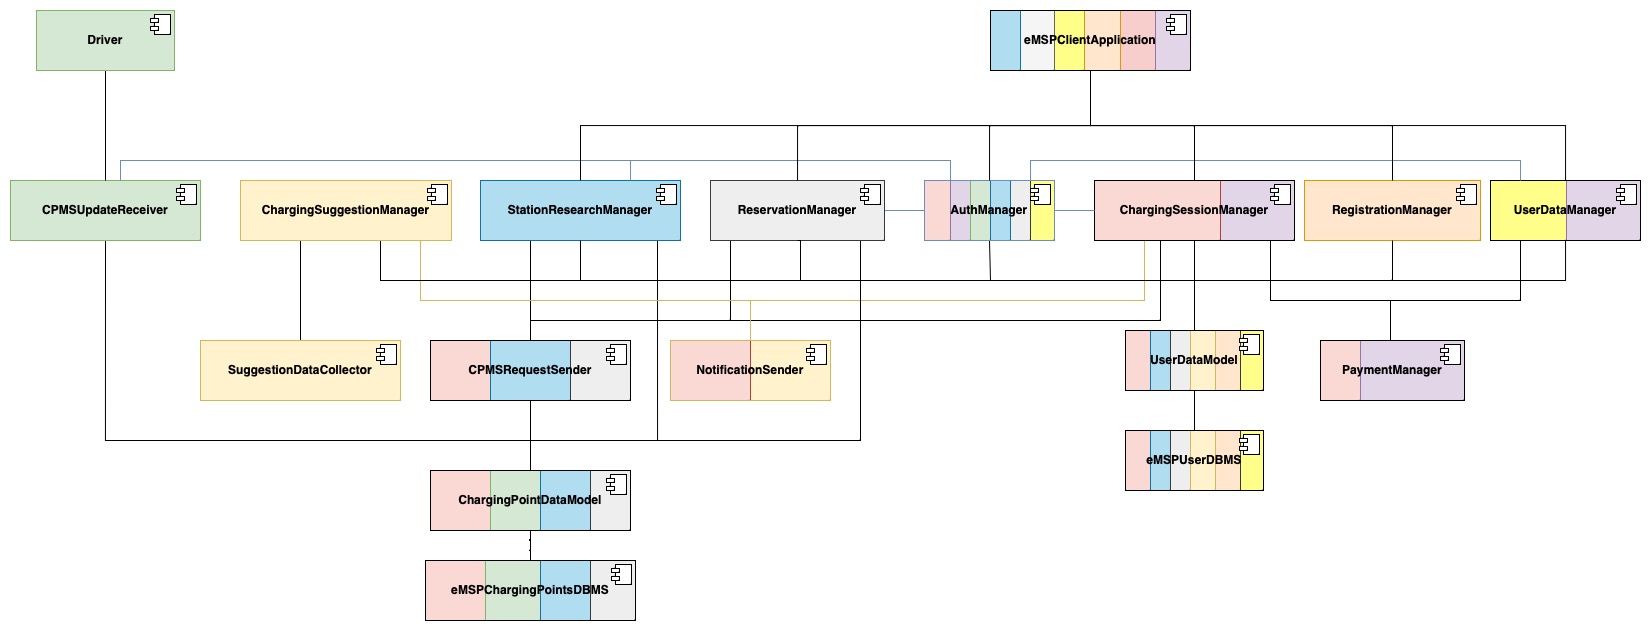 Driver
eMSPClientApplication
CPMSUpdateReceiver
ChargingSuggestionManager
StationResearchManager
ReservationManager
AuthManager
ChargingSessionManager
RegistrationManager
UserDataManager
SuggestionDataCollector
CPMSRequestSender
NotificationSender
UserDataModel
PaymentManager
eMSPUserDBMS
ChargingPointDataModel
eMSPChargingPointsDBMS